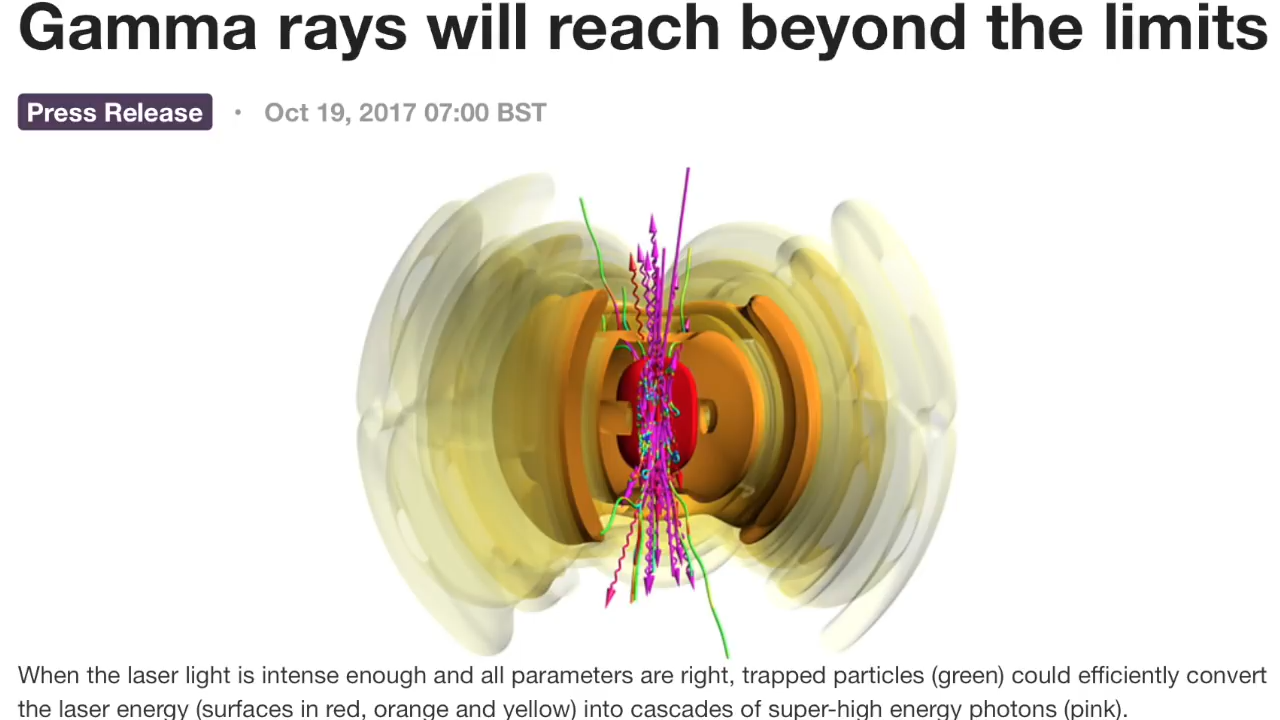 Gamma rays will reach beyond the limits
Press Release • Oct 19, 2017 07:00 BST
When the laser light is intense enough and all parameters are right, trapped particles (green) could efficiently convert
the laser energy (surfaces in red, orange and yellow) into cascades of super-high energy photons (pink).